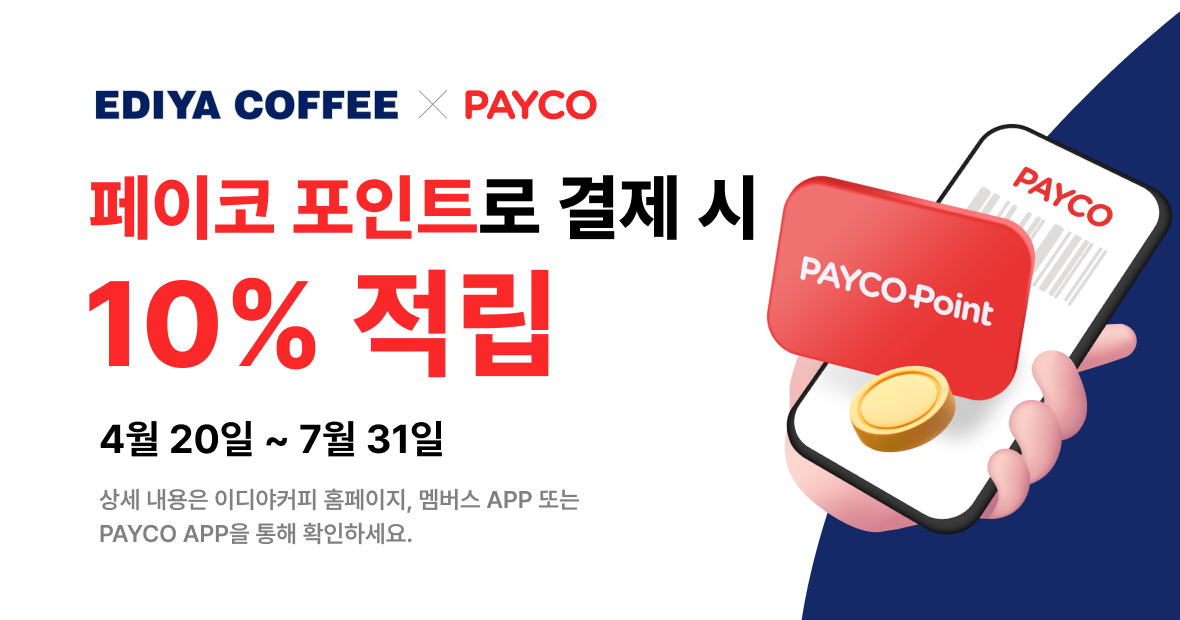 EDIYA COFFEE × PAYCO
페이코 포인트로 결제 시
10% 적립
4월 20일 ~ 7월 31일
상세 내용은 이디야커피 홈페이지, 멤버스 APP 또는
PAYCO APP을 통해 확인하세요.
PAYCO
PAYCO Point